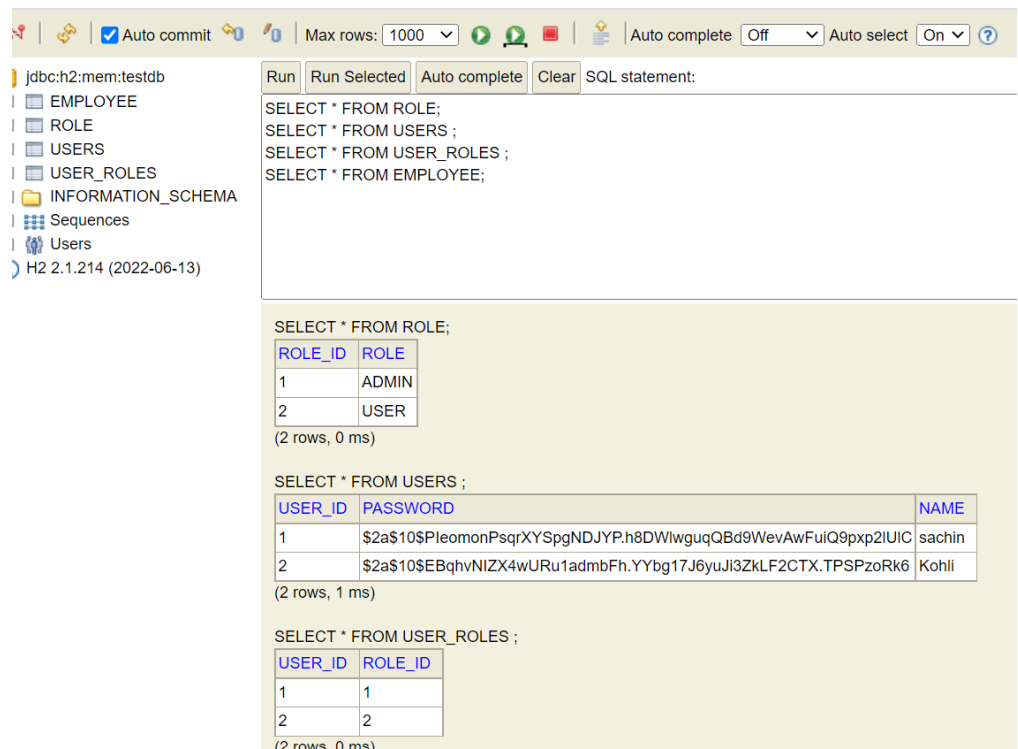 Auto commit Max rows: 1000 Auto complete Off Auto select On ?
jdbc:h2:mem:testdb
EMPLOYEE
ROLE
USERS
USER_ROLES
INFORMATION_SCHEMA
Sequences
Users
H2 2.1.214 (2022-06-13)
Run Run Selected Auto complete Clear SQL statement:
SELECT * FROM ROLE;
SELECT * FROM USERS ;
SELECT * FROM USER_ROLES ;
SELECT * FROM EMPLOYEE;
SELECT * FROM ROLE;
ROLE_ID ROLE
1 ADMIN
2 USER
(2 rows, 0 ms)
SELECT * FROM USERS ;
USER_ID PASSWORD NAME
1 $2a$10$PIeomonPsqrXYSpgNDJYP.h8DWlwguqQBd9WevAwFuiQ9pxp2lUlC sachin
2 $2a$10$EBqhvNIZX4wURu1admbFh.YYbg17J6yuJi3ZkLF2CTX.TPSPzoRk6 Kohli
(2 rows, 1 ms)
SELECT * FROM USER_ROLES ;
USER_ID ROLE_ID
1 1
2 2
(2 rows, 0 ms)